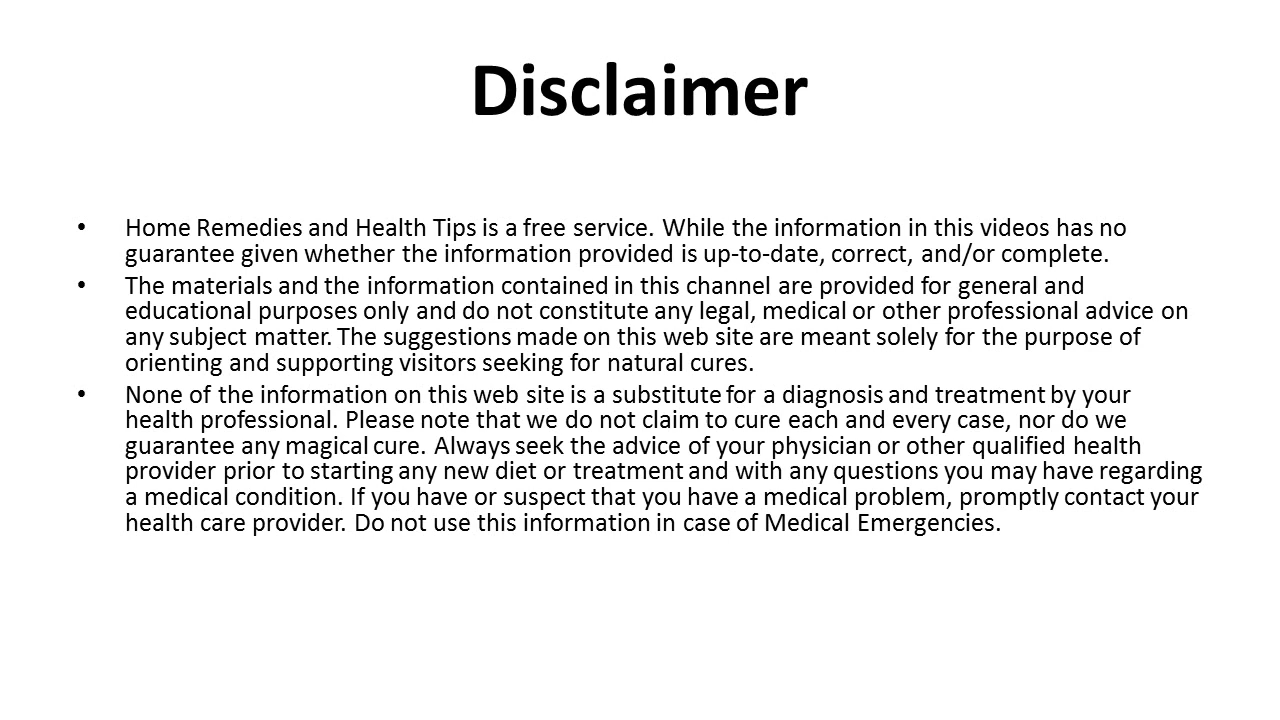 Disclaimer
• Home Remedies and Health Tips is a free service. While the information in this videos has no
guarantee given whether the information provided is up-to-date, correct, and/or complete.
• The materials and the information contained in this channel are provided for general and
educational purposes only and do not constitute any legal, medical or other professional advice on
any subject matter. The suggestions made on this web site are meant solely for the purpose of
orienting and supporting visitors seeking for natural cures.
• None of the information on this web site is a substitute for a diagnosis and treatment by your
health professional. Please note that we do not claim to cure each and every case, nor do we
guarantee any magical cure. Always seek the advice of your physician or other qualified health
provider prior to starting any new diet or treatment and with any questions you may have regarding
a medical condition. If you have or suspect that you have a medical problem, promptly contact your
health care provider. Do not use this information in case of Medical Emergencies.